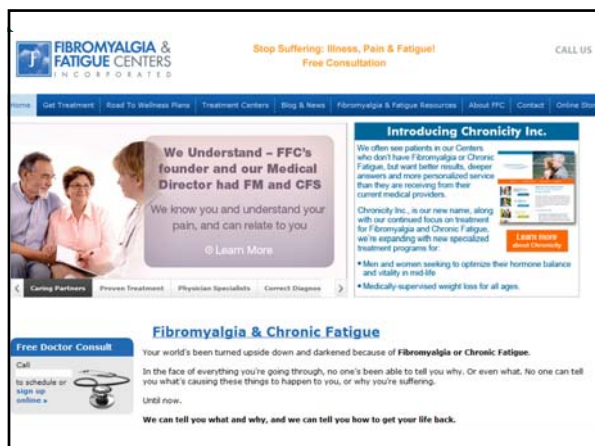 FIBROMYALGIA &
FATIGUE CENTERS
INCORPORATED
Stop Suffering: Illness, Pain & Fatigue!
Free Consultation
CALL US
Home Get Treatment Road To Wellness Plans Treatment Centers Blog & News Fibromyalgia & Fatigue Resources About FFC Contact Online Stor
We Understand – FFC's
founder and our Medical
Director had FM and CFS
We know you and understand your
pain, and can relate to you
Learn More
Caring Partners Proven Treatment Physician Specialists Correct Diagnos
Introducing Chronicity Inc.
We often see patients in our Centers
who don't have Fibromyalgia or Chronic
Fatigue, but want better results, deeper
answers and more personalized service
than they are receiving from their
current medical providers.
Chronicity Inc., is our new name, along
with our continued focus on treatment
for Fibromyalgia and Chronic Fatigue,
we're expanding with new specialized
treatment programs for:
Learn more
about Chronicity
• Men and women seeking to optimize their hormone balance
and vitality in mid-life
• Medically-supervised weight loss for all ages.
Free Doctor Consult
Call
to schedule or
sign up
online »
Fibromyalgia & Chronic Fatigue
Your world's been turned upside down and darkened because of Fibromyalgia or Chronic Fatigue.
In the face of everything you're going through, no one's been able to tell you why. Or even what. No one can tell
you what's causing these things to happen to you, or why you're suffering.
Until now.
We can tell you what and why, and we can tell you how to get your life back.